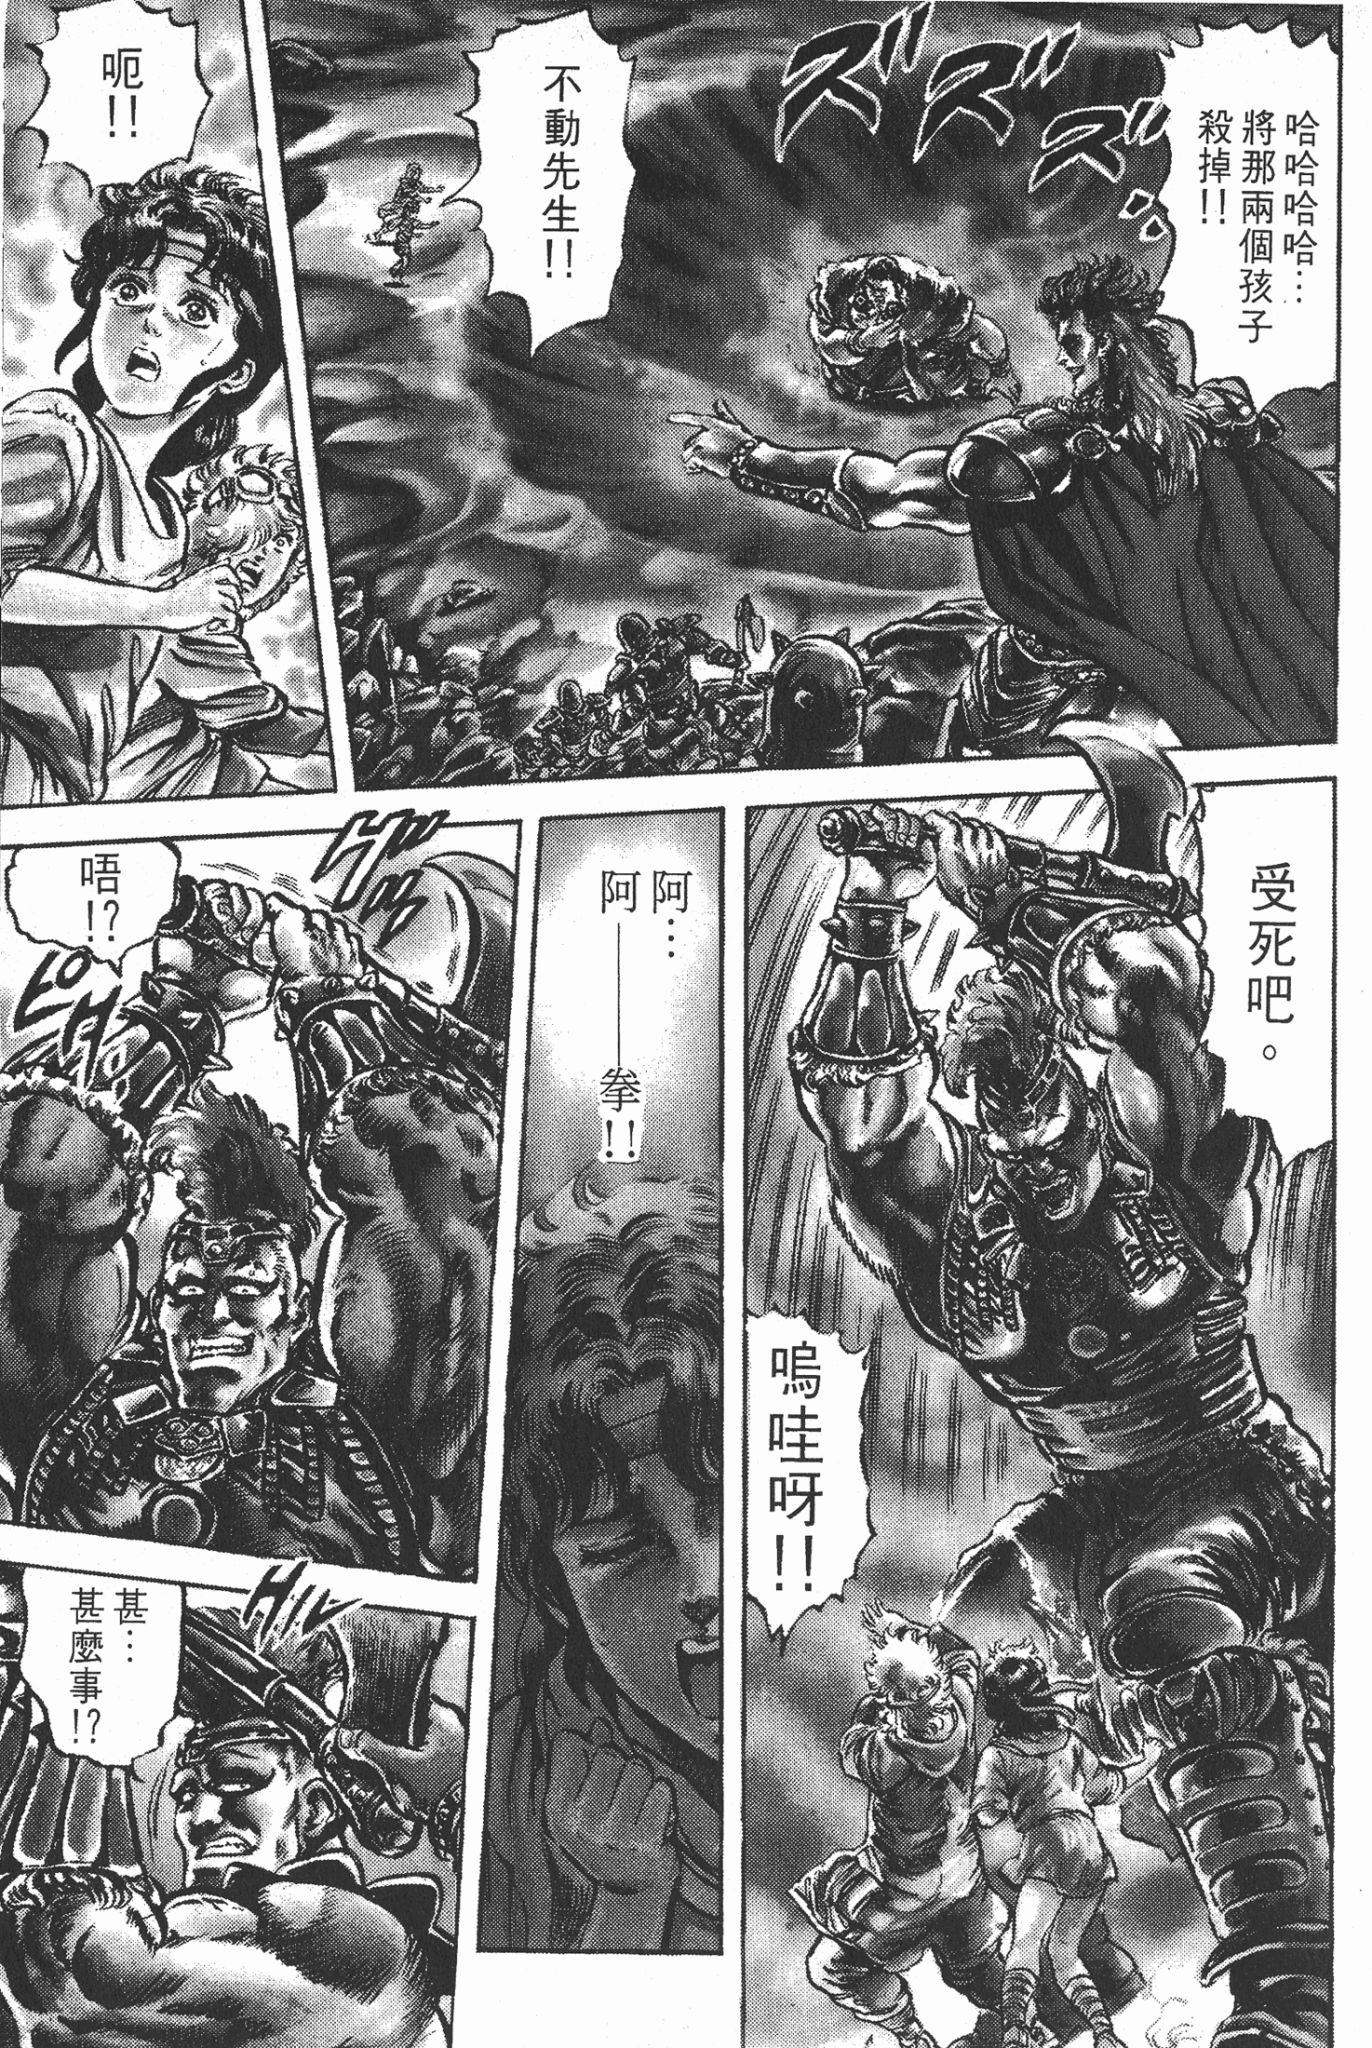 哈哈哈哈…
將那兩個孩子
殺掉!!
ズズズ
不動先生!!
呃!!
受死吧。
嗚哇呀!!
阿…
阿——拳!!
唔!?
甚…
甚麼事!?